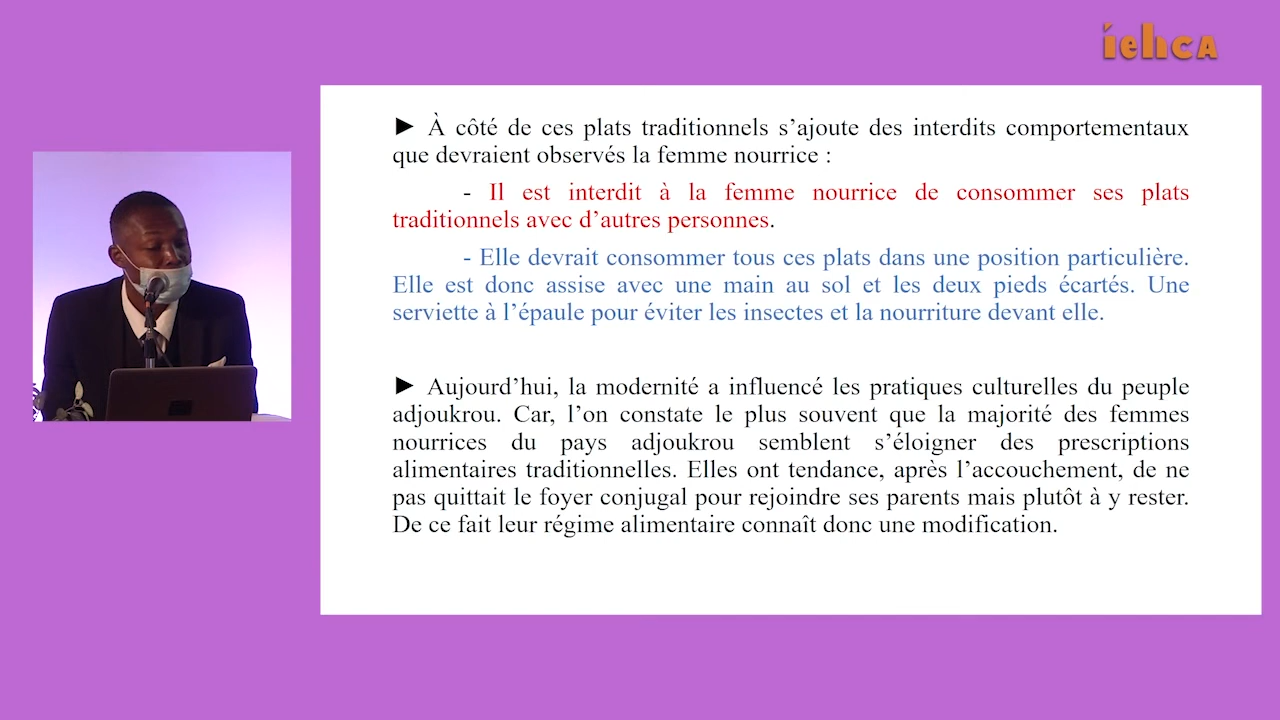 iehcA
► À côté de ces plats traditionnels s’ajoute des interdits comportementaux
que devraient observés la femme nourrice :
- Il est interdit à la femme nourrice de consommer ses plats
traditionnels avec d’autres personnes.
- Elle devrait consommer tous ces plats dans une position particulière.
Elle est donc assise avec une main au sol et les deux pieds écartés. Une
serviette à l’épaule pour éviter les insectes et la nourriture devant elle.
► Aujourd’hui, la modernité a influencé les pratiques culturelles du peuple
adjoukrou. Car, l’on constate le plus souvent que la majorité des femmes
nourrices du pays adjoukrou semblent s’éloigner des prescriptions
alimentaires traditionnelles. Elles ont tendance, après l’accouchement, de ne
pas quittait le foyer conjugal pour rejoindre ses parents mais plutôt à y rester.
De ce fait leur régime alimentaire connaît donc une modification.